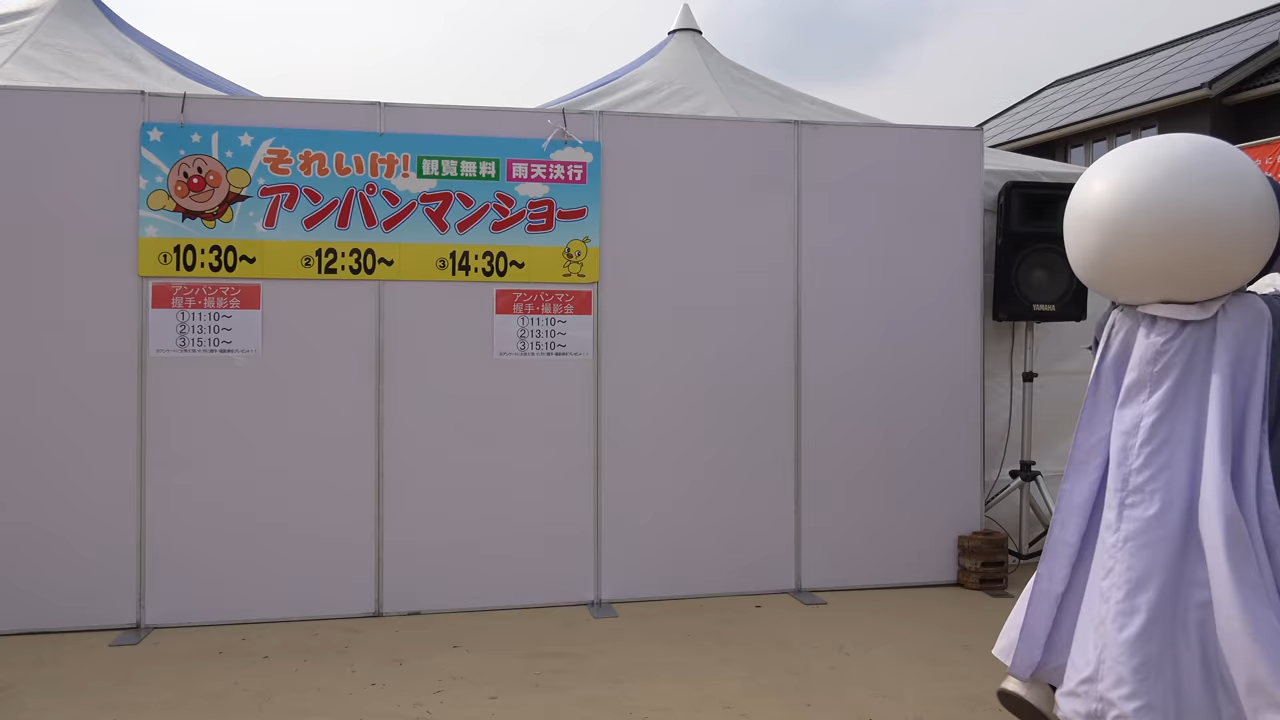 それいけ! 観覧無料 雨天決行
アンパンマンショー
①10:30〜 ②12:30〜 ③14:30〜
アンパンマン
握手・撮影会
①11:10〜
②13:10〜
③15:10〜
アンパンマン
握手・撮影会
①11:10〜
②13:10〜
③15:10〜
YAMAHA